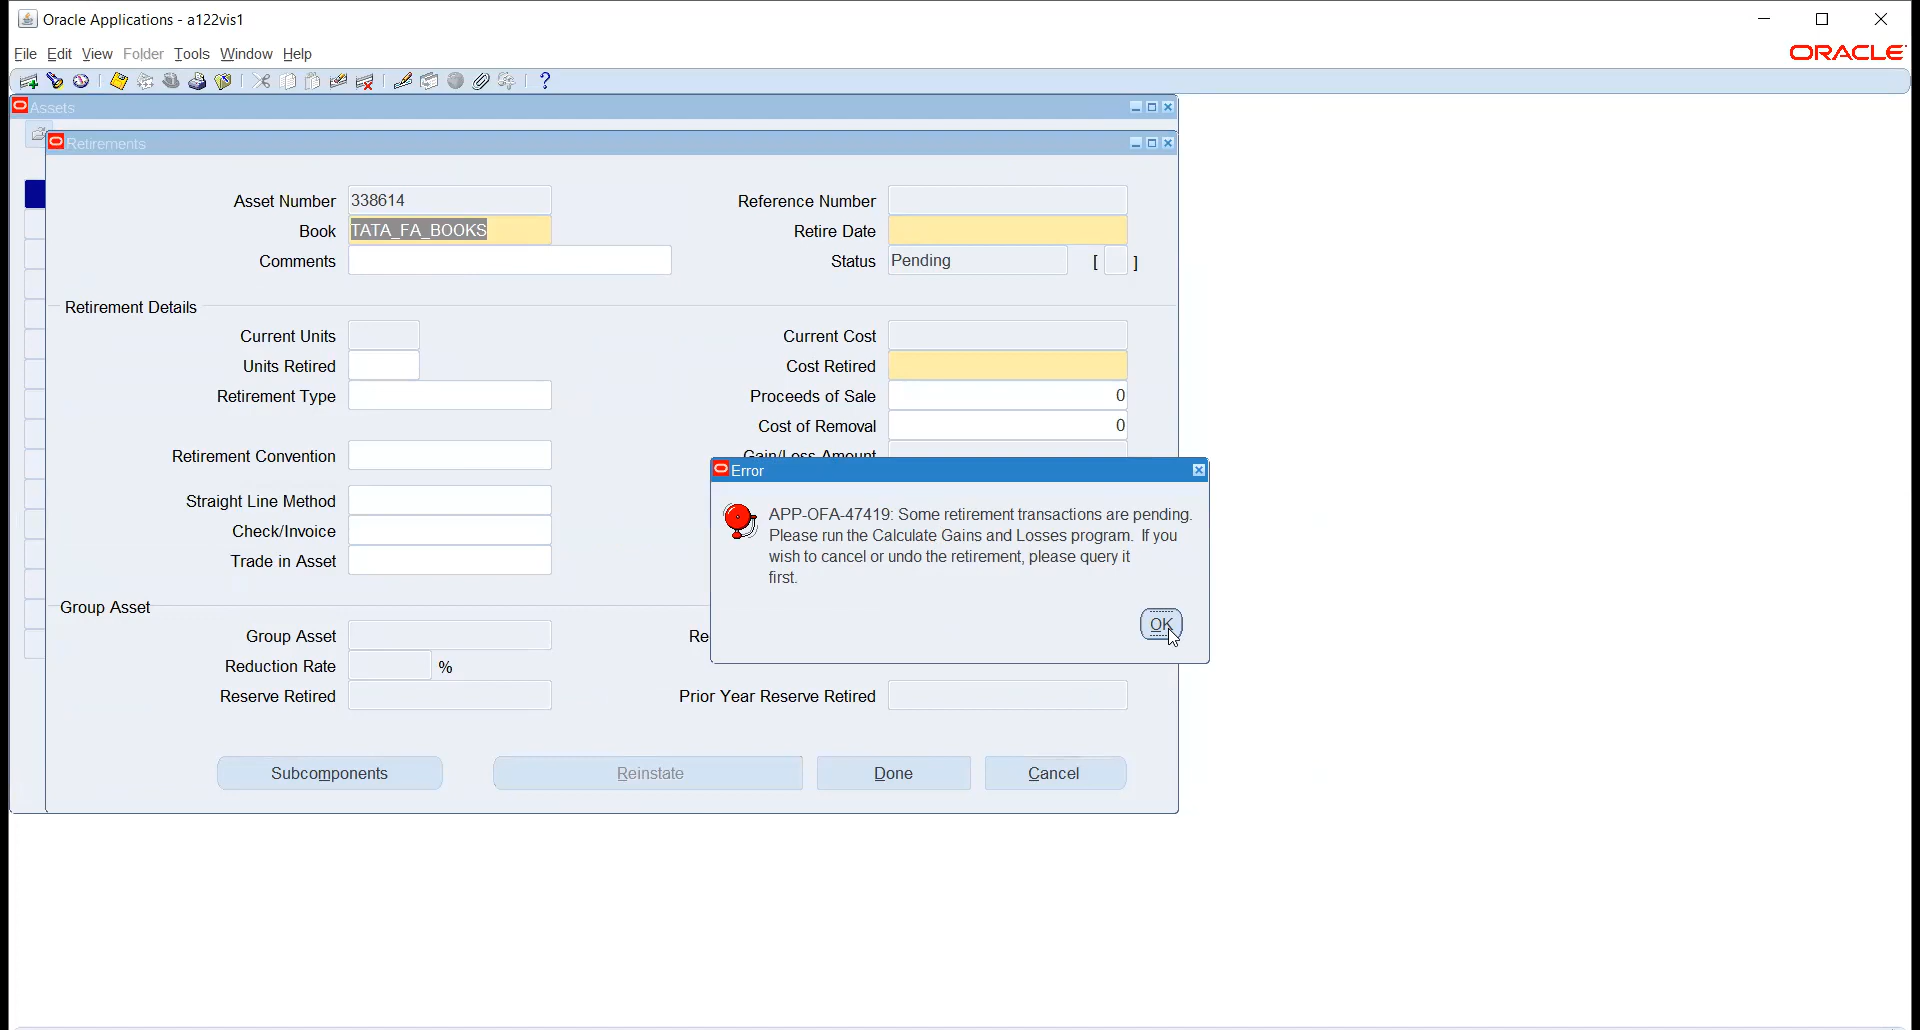 Oracle Applications - a122vis1
File Edit View Folder Tools Window Help
ORACLE
Assets
Retirements
Asset Number 338614 Reference Number
Book TATA_FA_BOOKS Retire Date
Comments Status Pending [ ]
Retirement Details
Current Units Current Cost
Units Retired Cost Retired
Retirement Type Proceeds of Sale 0
Cost of Removal 0
Retirement Convention Gain/Loss Amount
Error
Straight Line Method
Check/Invoice
Trade in Asset
APP-OFA-47419: Some retirement transactions are pending.
Please run the Calculate Gains and Losses program. If you
wish to cancel or undo the retirement, please query it
first.
OK
Group Asset
Group Asset Re
Reduction Rate %
Reserve Retired Prior Year Reserve Retired
Subcomponents Reinstate Done Cancel